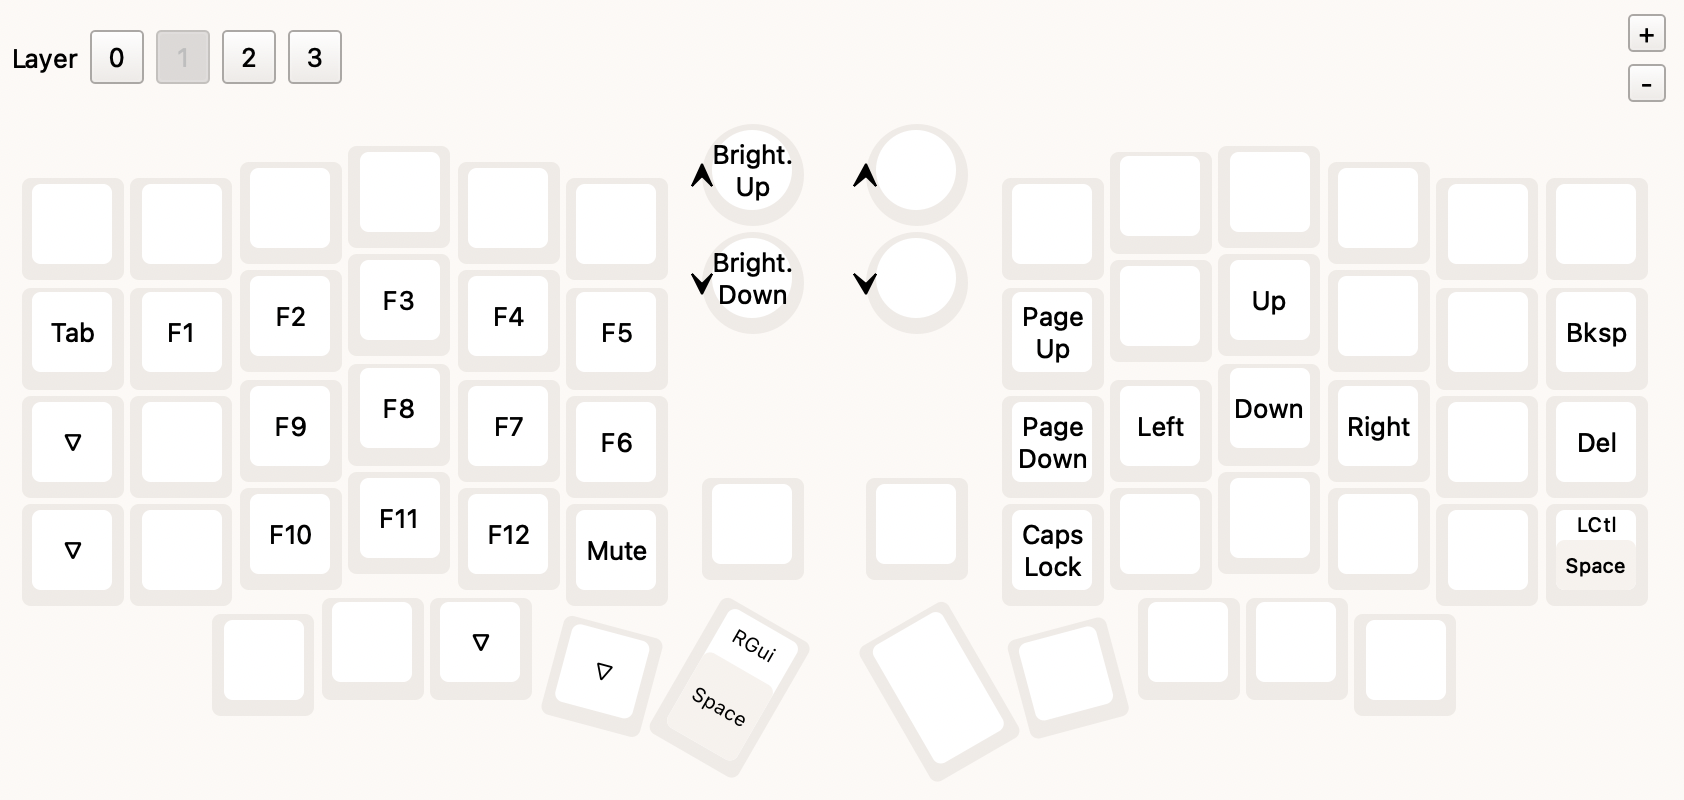 Layer 0 1 2 3
+
-
Bright.
Up
Bright.
Down
Tab F1 F2 F3 F4 F5
▽ F9 F8 F7 F6
▽ F10 F11 F12 Mute
▽ ▽
RGui
Space
Page
Up
Up
Bksp
Page
Down
Left Down Right Del
Caps
Lock
LCtl
Space